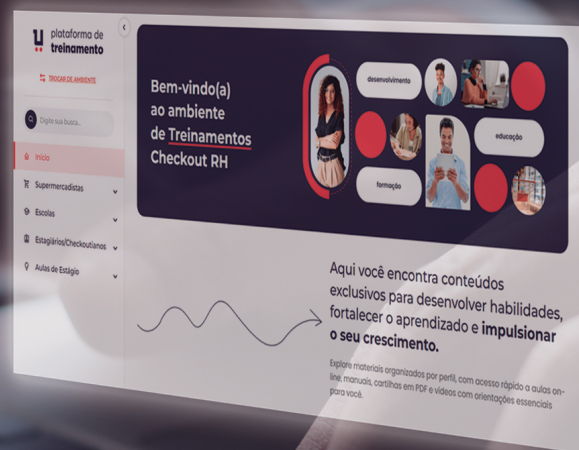 plataforma de
treinamento
TROCAR DE AMBIENTE
Digite sua busca...
Início
Supermercadistas
Escolas
Estagiários/Checkoutianos
Aulas de Estágio
Bem-vindo(a)
ao ambiente
de Treinamentos
Checkout RH
desenvolvimento
educação
formação
Aqui você encontra conteúdos
exclusivos para desenvolver habilidades,
fortalecer o aprendizado e impulsionar
o seu crescimento.
Explore materiais organizados por perfil, com acesso rápido a aulas on-
line, manuais, cartilhas em PDF e vídeos com orientações essenciais
para você.